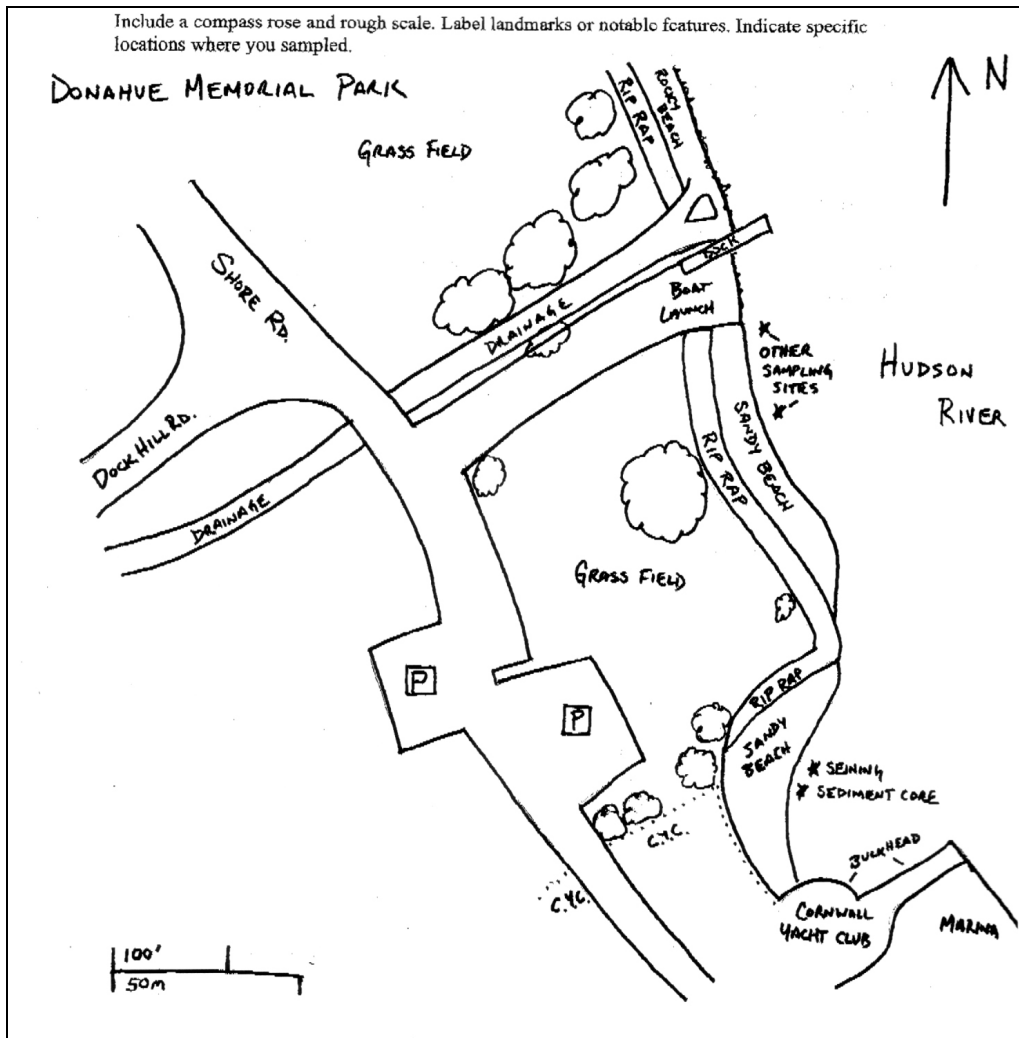 Include a compass rose and rough scale. Label landmarks or notable features. Indicate specific
locations where you sampled.
DONAHUE MEMORIAL PARK
N
RIP RAP
ROCKY
BEACH
GRASS FIELD
SHORE RD.
DOCK
BOAT
LAUNCH
DRAINAGE
OTHER
SAMPLING
SITES
HUDSON
RIVER
DOCK HILL RD.
DRAINAGE
RIP RAP
SANDY BEACH
GRASS FIELD
P
P
RIP RAP
SANDY
BEACH
* SEINING
* SEDIMENT CORE
C.Y.C.
C.Y.C.
BUCKHEAD
CORNWALL
YACHT CLUB
MARINA
100'
50m